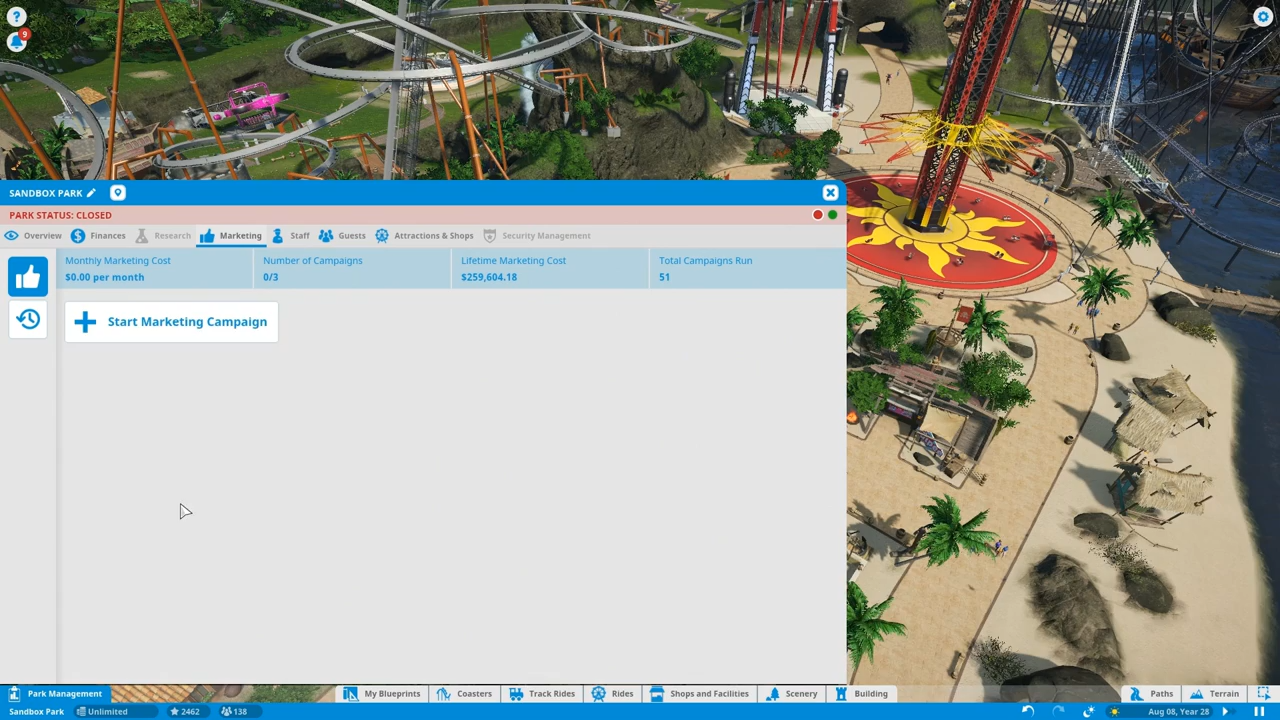 ?
9
SANDBOX PARK
PARK STATUS: CLOSED
Overview Finances Research Marketing Staff Guests Attractions & Shops Security Management
Monthly Marketing Cost Number of Campaigns Lifetime Marketing Cost Total Campaigns Run
$0.00 per month 0/3 $259,604.18 51
Start Marketing Campaign
Park Management My Blueprints Coasters Track Rides Rides Shops and Facilities Scenery Building Paths Terrain
Sandbox Park Unlimited 2462 138 Aug 08, Year 28